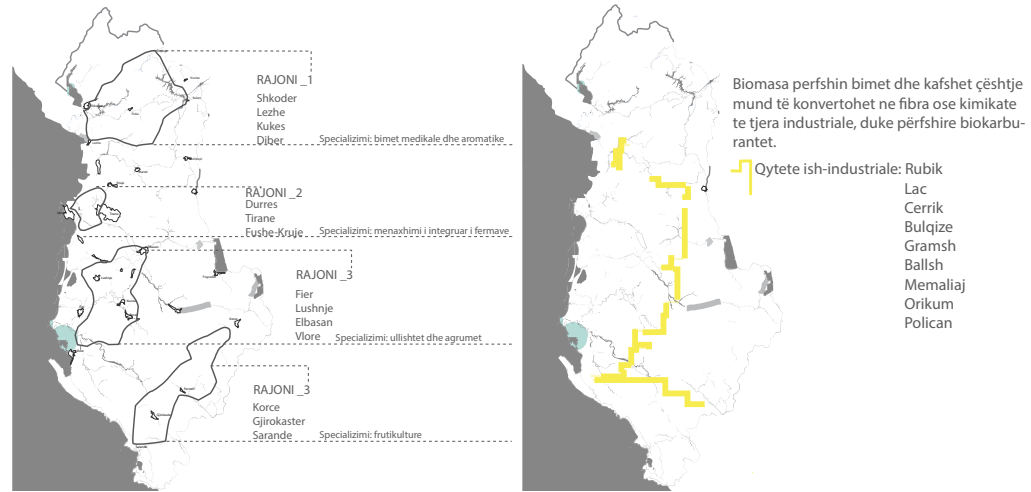 RAJONI _1
Shkoder
Lezhe
Kukes
Diber
Specializimi: bimet medikale dhe aromatike
RAJONI _2
Durres
Tirane
Fushe-Kruje
Specializimi: menaxhimi i integruar i fermave
RAJONI _3
Fier
Lushnje
Elbasan
Vlore
Specializimi: ullishtet dhe agrumet
RAJONI _3
Korce
Gjirokaster
Sarande
Specializimi: frutikulture
Biomasa perfshin bimet dhe kafshet çështje
mund të konvertohet ne fibra ose kimikate
te tjera industriale, duke përfshire biokarbu-
rantet.
Qytete ish-industriale: Rubik
Lac
Cerrik
Bulqize
Gramsh
Ballsh
Memaliaj
Orikum
Polican